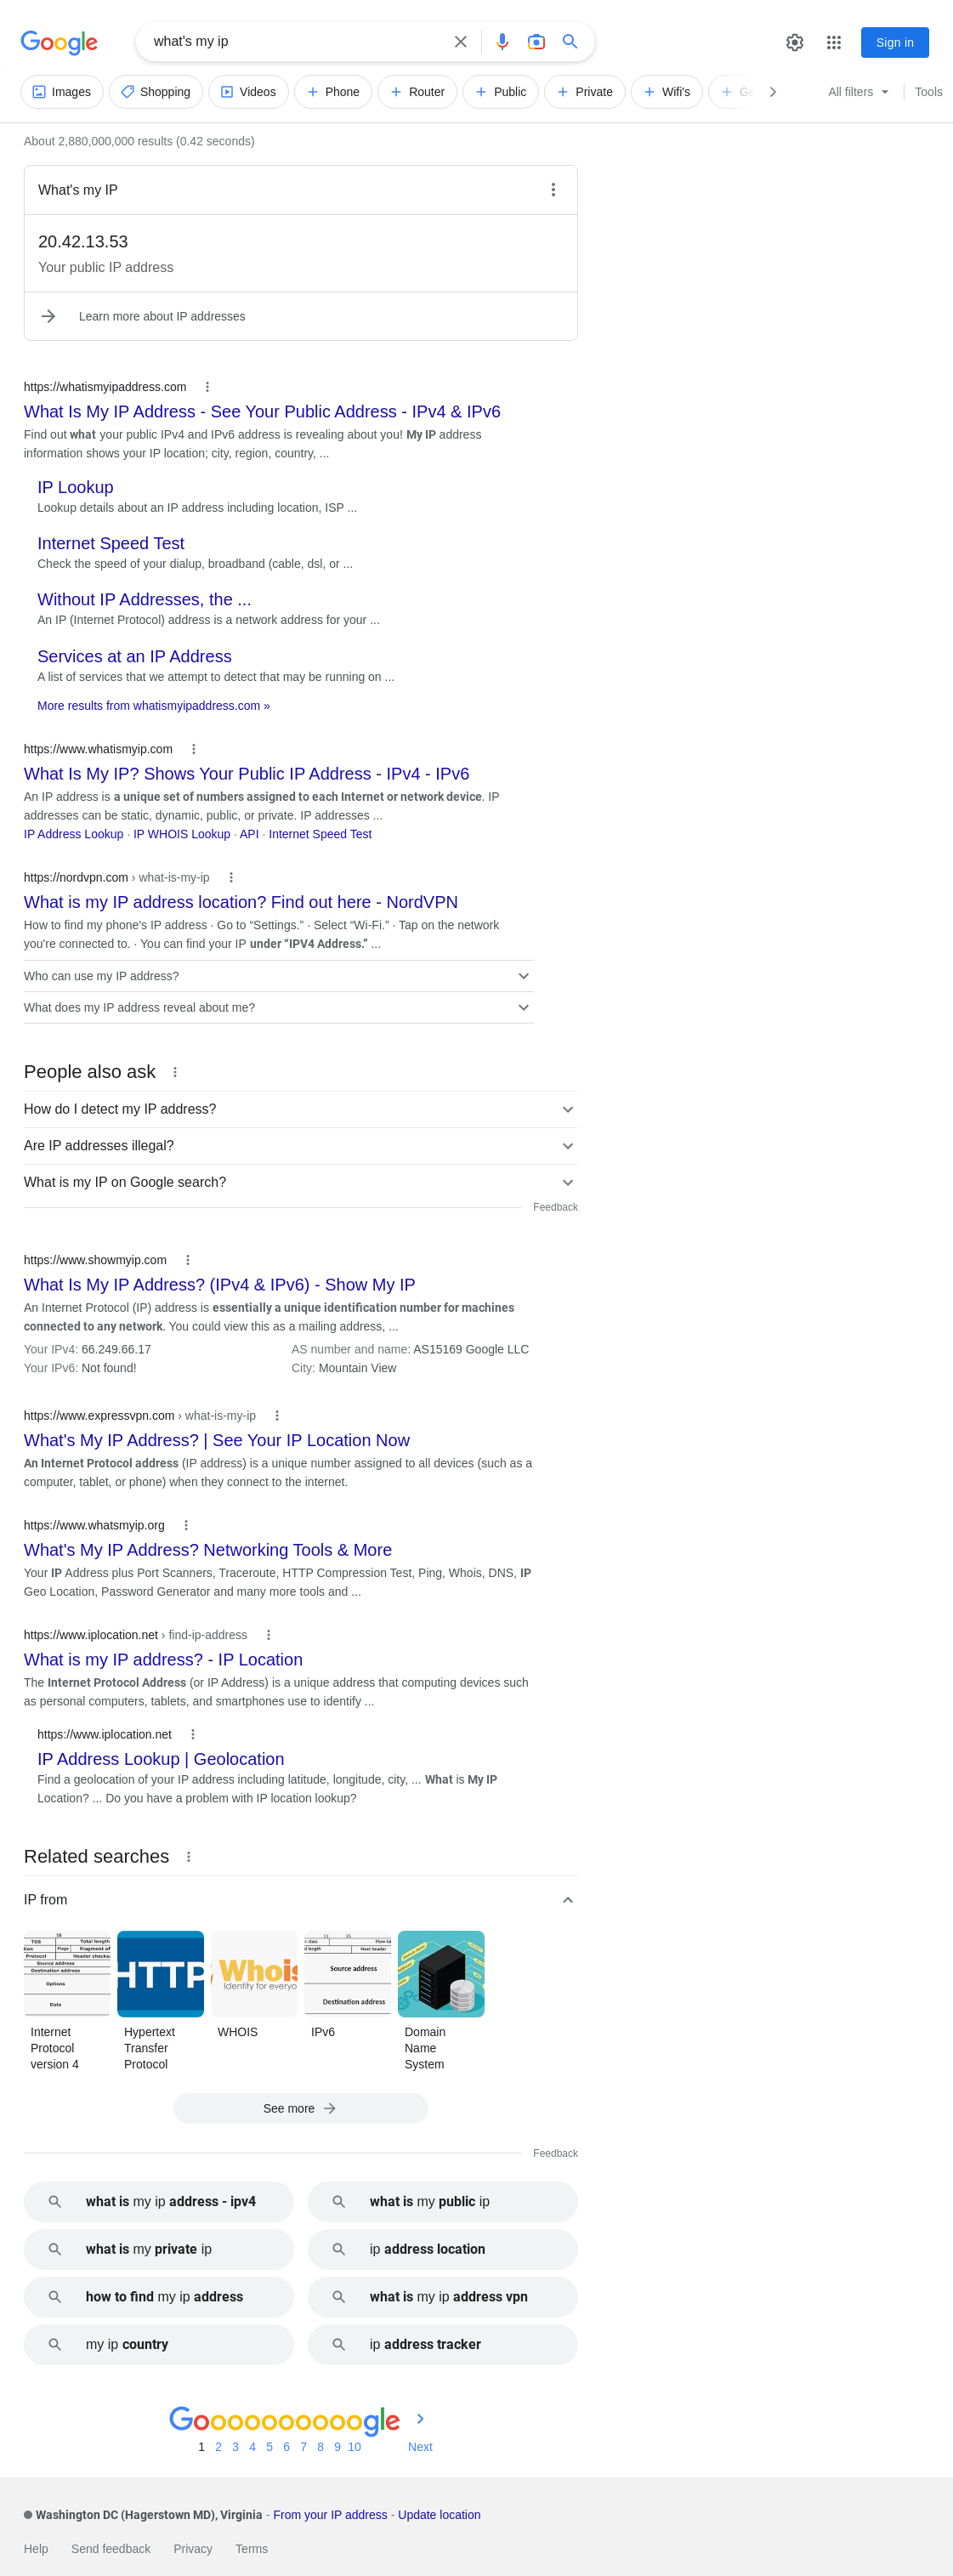 Google
what's my ip
Sign in
Images
Shopping
Videos
Phone
Router
Public
Private
Wifi's
All filters
Tools
About 2,880,000,000 results (0.42 seconds)
What's my IP
20.42.13.53
Your public IP address
Learn more about IP addresses
https://whatismyipaddress.com
What Is My IP Address - See Your Public Address - IPv4 & IPv6
Find out what your public IPv4 and IPv6 address is revealing about you! My IP address
information shows your IP location; city, region, country, ...
IP Lookup
Lookup details about an IP address including location, ISP ...
Internet Speed Test
Check the speed of your dialup, broadband (cable, dsl, or ...
Without IP Addresses, the ...
An IP (Internet Protocol) address is a network address for your ...
Services at an IP Address
A list of services that we attempt to detect that may be running on ...
More results from whatismyipaddress.com »
https://www.whatismyip.com
What Is My IP? Shows Your Public IP Address - IPv4 - IPv6
An IP address is a unique set of numbers assigned to each Internet or network device. IP
addresses can be static, dynamic, public, or private. IP addresses ...
IP Address Lookup · IP WHOIS Lookup · API · Internet Speed Test
https://nordvpn.com › what-is-my-ip
What is my IP address location? Find out here - NordVPN
How to find my phone's IP address · Go to “Settings.” · Select “Wi-Fi.” · Tap on the network
you're connected to. · You can find your IP under “IPV4 Address.” ...
Who can use my IP address?
What does my IP address reveal about me?
People also ask
How do I detect my IP address?
Are IP addresses illegal?
What is my IP on Google search?
Feedback
https://www.showmyip.com
What Is My IP Address? (IPv4 & IPv6) - Show My IP
An Internet Protocol (IP) address is essentially a unique identification number for machines
connected to any network. You could view this as a mailing address, ...
Your IPv4: 66.249.66.17
AS number and name: AS15169 Google LLC
Your IPv6: Not found!
City: Mountain View
https://www.expressvpn.com › what-is-my-ip
What's My IP Address? | See Your IP Location Now
An Internet Protocol address (IP address) is a unique number assigned to all devices (such as a
computer, tablet, or phone) when they connect to the internet.
https://www.whatsmyip.org
What's My IP Address? Networking Tools & More
Your IP Address plus Port Scanners, Traceroute, HTTP Compression Test, Ping, Whois, DNS, IP
Geo Location, Password Generator and many more tools and ...
https://www.iplocation.net › find-ip-address
What is my IP address? - IP Location
The Internet Protocol Address (or IP Address) is a unique address that computing devices such
as personal computers, tablets, and smartphones use to identify ...
https://www.iplocation.net
IP Address Lookup | Geolocation
Find a geolocation of your IP address including latitude, longitude, city, ... What is My IP
Location? ... Do you have a problem with IP location lookup?
Related searches
IP from
16
TOS
Total length
Flags
Fragment of
Protocol
Header checksu
Source address
Destination address
Options
Data
HTTP
Whois
Identity for everyo
Next header
Source address
Destination address
Internet
Protocol
version 4
Hypertext
Transfer
Protocol
WHOIS
IPv6
Domain
Name
System
See more
Feedback
what is my ip address - ipv4
what is my public ip
what is my private ip
ip address location
how to find my ip address
what is my ip address vpn
my ip country
ip address tracker
Goooooooooogle
1 2 3 4 5 6 7 8 9 10
Next
Washington DC (Hagerstown MD), Virginia - From your IP address - Update location
Help
Send feedback
Privacy
Terms